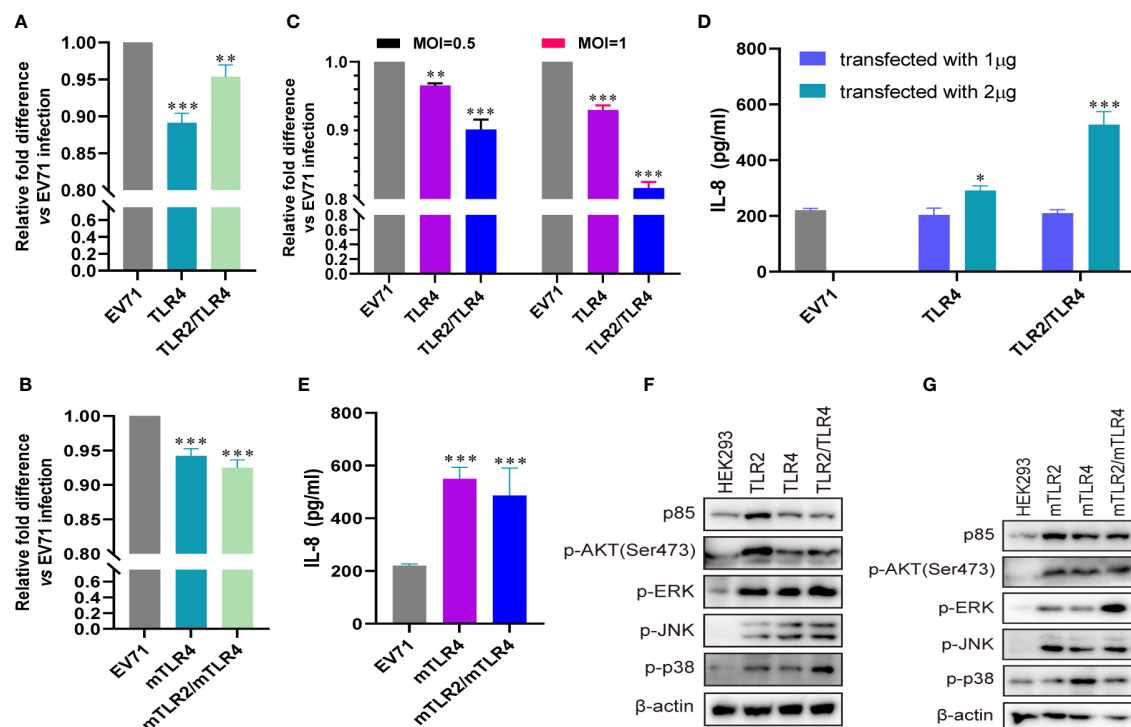 A
Relative fold difference
vs EV71 infection
1.00
0.95
0.90
0.85
0.80
0.6
0.4
0.2
0.0
EV71
TLR4
TLR2/TLR4
***
**
C
MOI=0.5
MOI=1
Relative fold difference
vs EV71 infection
1.0
0.9
0.8
0.8
0.6
0.4
0.2
0.0
**
***
***
***
EV71
TLR4
TLR2/TLR4
EV71
TLR4
TLR2/TLR4
D
transfected with 1μg
transfected with 2μg
IL-8 (pg/ml)
800
600
400
200
0
*
***
EV71
TLR4
TLR2/TLR4
B
Relative fold difference
vs EV71 infection
1.00
0.95
0.90
0.85
0.80
0.6
0.4
0.2
0.0
***
***
EV71
mTLR4
mTLR2/mTLR4
E
IL-8 (pg/ml)
800
600
400
200
0
***
***
EV71
mTLR4
mTLR2/mTLR4
F
HEK293
TLR2
TLR4
TLR2/TLR4
p85
p-AKT(Ser473)
p-ERK
p-JNK
p-p38
β-actin
G
HEK293
mTLR2
mTLR4
mTLR2/mTLR4
p85
p-AKT(Ser473)
p-ERK
p-JNK
p-p38
β-actin